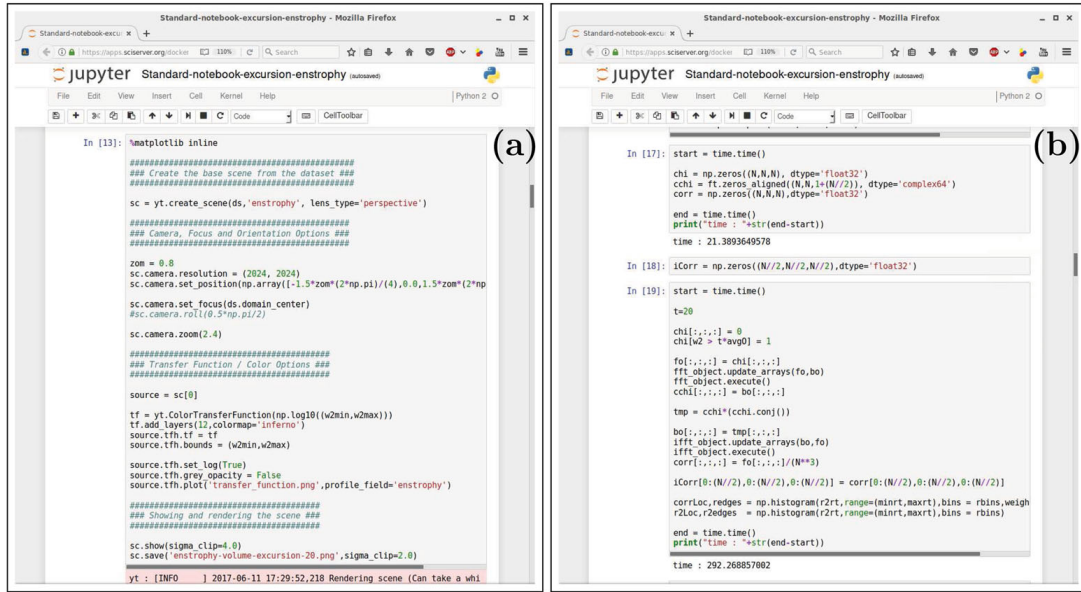 Standard-notebook-excursion-enstrophy - Mozilla Firefox
Standard-notebook-excu
https://apps.sciserver.org/docker
110%
Search
jupyter Standard-notebook-excursion-enstrophy (autosaved)
File Edit View Insert Cell Kernel Help Python 2
Code CellToolbar
(a)
In [13]: %matplotlib inline
###############################################
### Create the base scene from the dataset ###
###############################################
sc = yt.create_scene(ds,'enstrophy', lens_type='perspective')
##############################################
### Camera, Focus and Orientation Options ###
##############################################
zom = 0.8
sc.camera.resolution = (2024, 2024)
sc.camera.set_position(np.array([-1.5*zom*(2*np.pi)/(4),0.0,1.5*zom*(2*np
sc.camera.set_focus(ds.domain_center)
#sc.camera.roll(0.5*np.pi/2)
sc.camera.zoom(2.4)
##########################################
### Transfer Function / Color Options ###
##########################################
source = sc[0]
tf = yt.ColorTransferFunction(np.log10((w2min,w2max)))
tf.add_layers(12,colormap='inferno')
source.tfh.tf = tf
source.tfh.bounds = (w2min,w2max)
source.tfh.set_log(True)
source.tfh.grey_opacity = False
source.tfh.plot('transfer_function.png',profile_field='enstrophy')
########################################
### Showing and rendering the scene ###
########################################
sc.show(sigma_clip=4.0)
sc.save('enstrophy-volume-excursion-20.png',sigma_clip=2.0)
yt : [INFO     ] 2017-06-11 17:29:52,218 Rendering scene (Can take a whi
Standard-notebook-excursion-enstrophy - Mozilla Firefox
Standard-notebook-excu
https://apps.sciserver.org/docker
110%
Search
jupyter Standard-notebook-excursion-enstrophy (autosaved)
File Edit View Insert Cell Kernel Help Python 2
Code CellToolbar
(b)
In [17]: start = time.time()
chi = np.zeros((N,N,N), dtype='float32')
cchi = ft.zeros_aligned((N,N,1+(N//2)), dtype='complex64')
corr = np.zeros((N,N,N),dtype='float32')
end = time.time()
print("time : "+str(end-start))
time : 21.3893649578
In [18]: iCorr = np.zeros((N//2,N//2,N//2),dtype='float32')
In [19]: start = time.time()
t=20
chi[:,:,:] = 0
chi[w2 > t*avgO] = 1
fo[:,:,:] = chi[:,:,:]
fft_object.update_arrays(fo,bo)
fft_object.execute()
cchi[:,:,:] = bo[:,:,:]
tmp = cchi*(cchi.conj())
bo[:,:,:] = tmp[:,:,:]
ifft_object.update_arrays(bo,fo)
ifft_object.execute()
corr[:,:,:] = fo[:,:,:]/(N**3)
iCorr[0:(N//2),0:(N//2),0:(N//2)] = corr[0:(N//2),0:(N//2),0:(N//2)]
corrLoc,redges = np.histogram(r2rt,range=(minrt,maxrt),bins = rbins,weigh
r2Loc,r2edges  = np.histogram(r2rt,range=(minrt,maxrt),bins = rbins)
end = time.time()
print("time : "+str(end-start))
time : 292.268857002